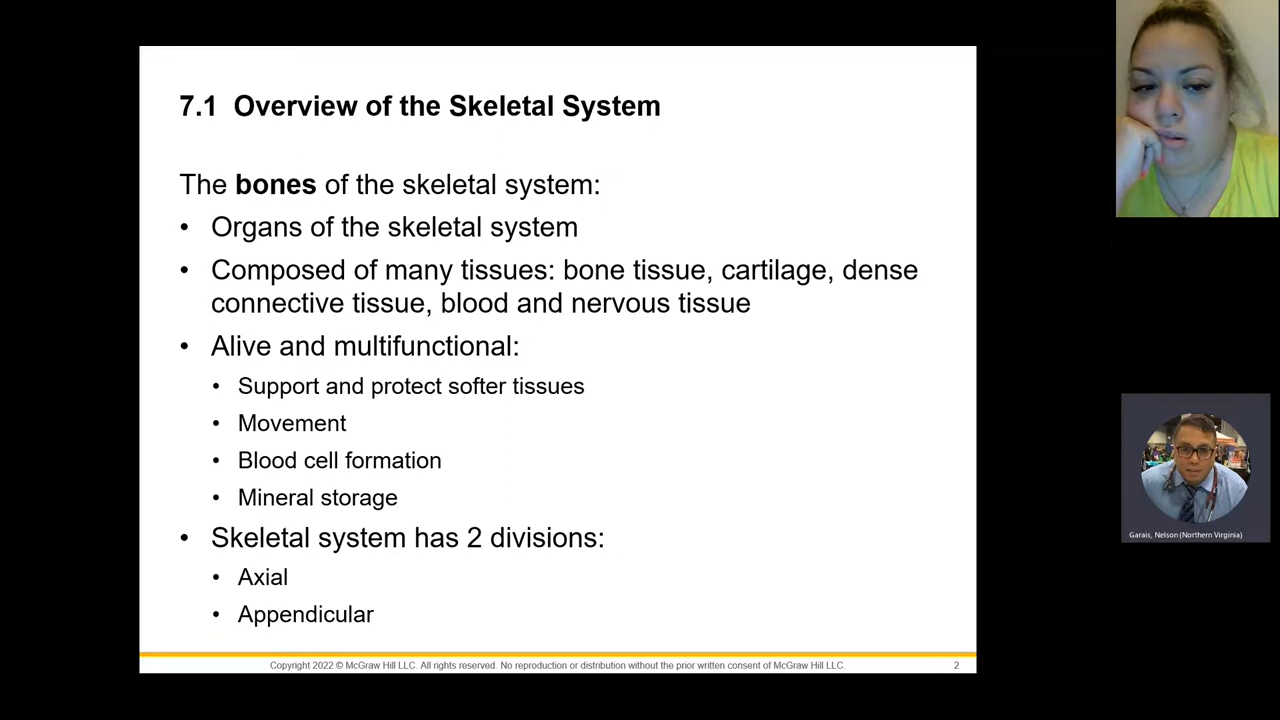 7.1 Overview of the Skeletal System
The bones of the skeletal system:
• Organs of the skeletal system
• Composed of many tissues: bone tissue, cartilage, dense
connective tissue, blood and nervous tissue
• Alive and multifunctional:
• Support and protect softer tissues
• Movement
• Blood cell formation
• Mineral storage
• Skeletal system has 2 divisions:
• Axial
• Appendicular
Copyright 2022 © McGraw Hill LLC. All rights reserved. No reproduction or distribution without the prior written consent of McGraw Hill LLC.
2
Garais, Nelson (Northern Virginia)